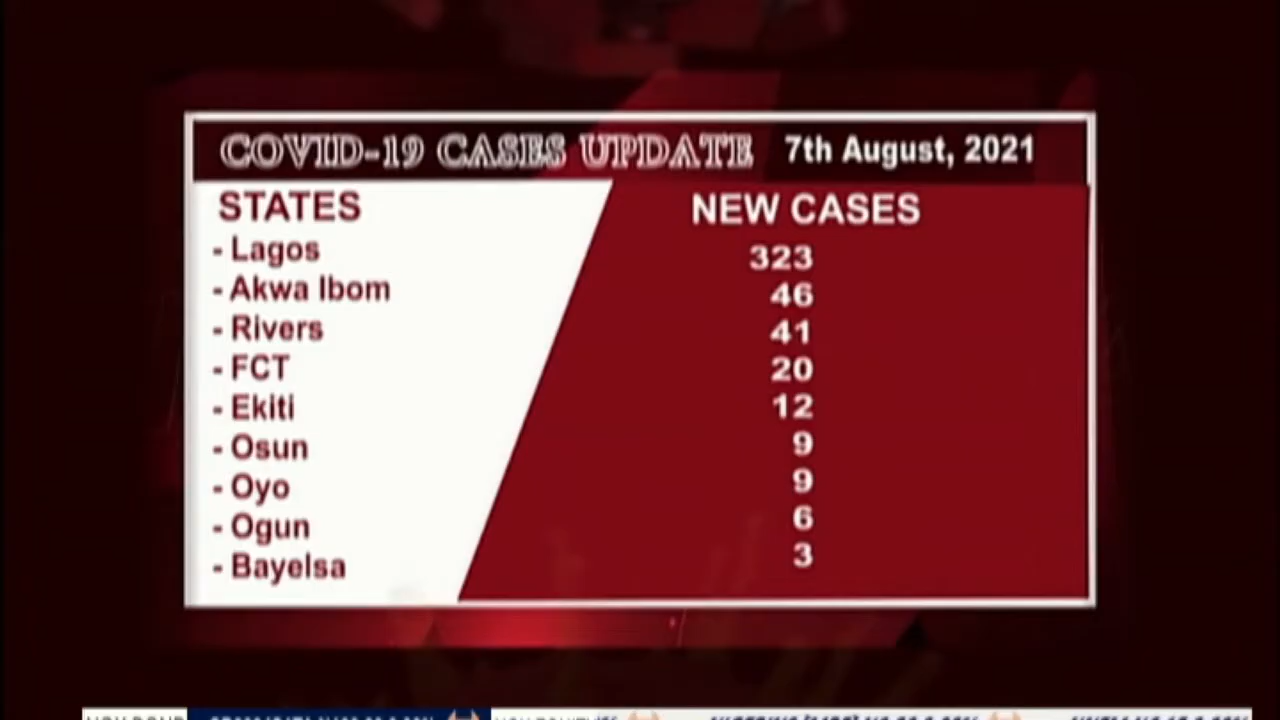 COVID-19 CASES UPDATE 7th August, 2021
STATES NEW CASES
- Lagos 323
- Akwa Ibom 46
- Rivers 41
- FCT 20
- Ekiti 12
- Osun 9
- Oyo 9
- Ogun 6
- Bayelsa 3